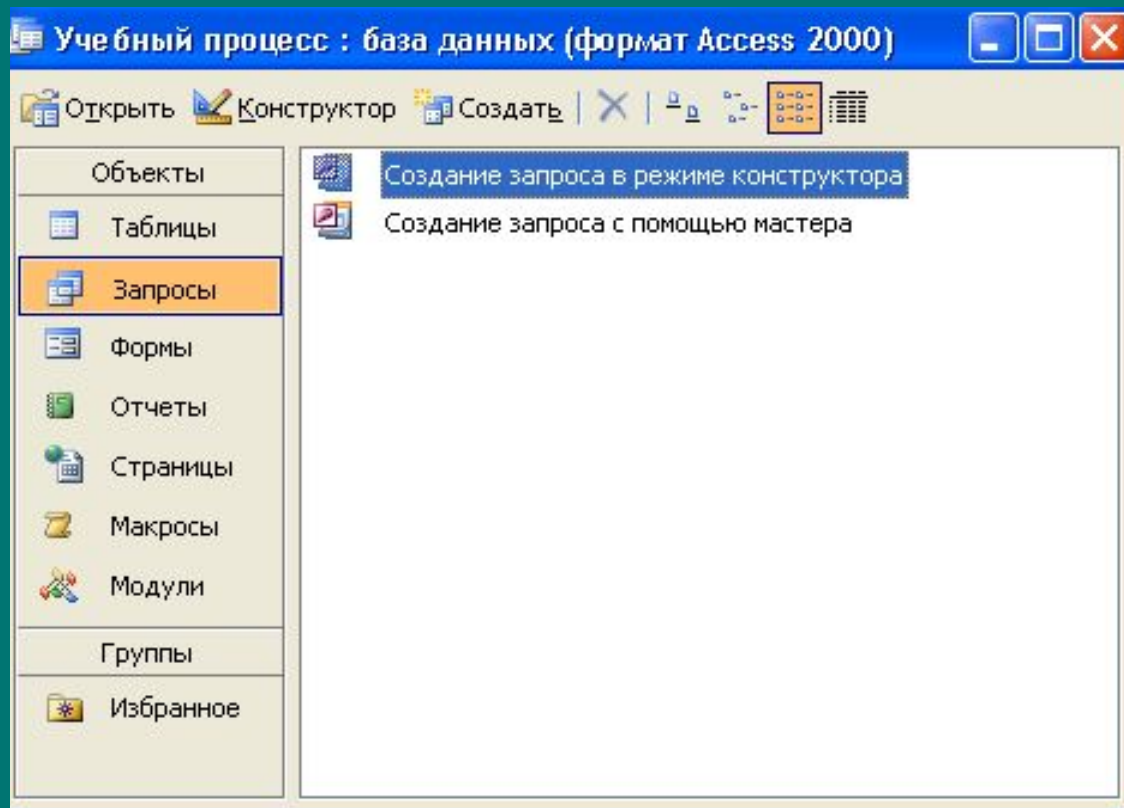 Учебный процесс : база данных (формат Access 2000)
Открыть Конструктор Создать
Объекты
Таблицы
Запросы
Формы
Отчеты
Страницы
Макросы
Модули
Группы
Избранное
Создание запроса в режиме конструктора
Создание запроса с помощью мастера